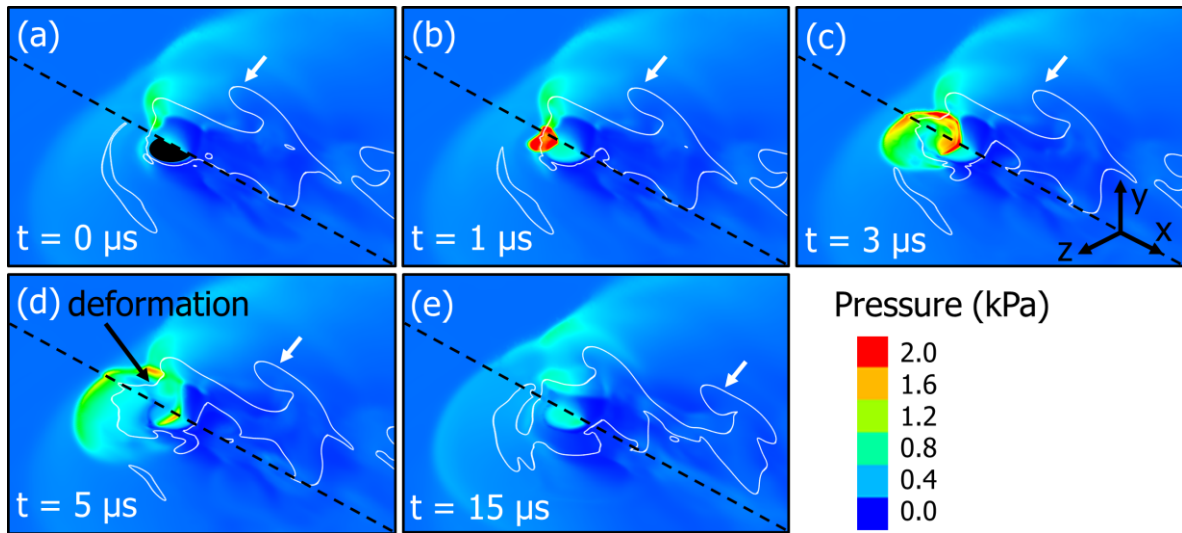 (a)
t = 0 µs
(b)
t = 1 µs
(c)
t = 3 µs
y
z
x
(d)
deformation
t = 5 µs
(e)
t = 15 µs
Pressure (kPa)
2.0
1.6
1.2
0.8
0.4
0.0